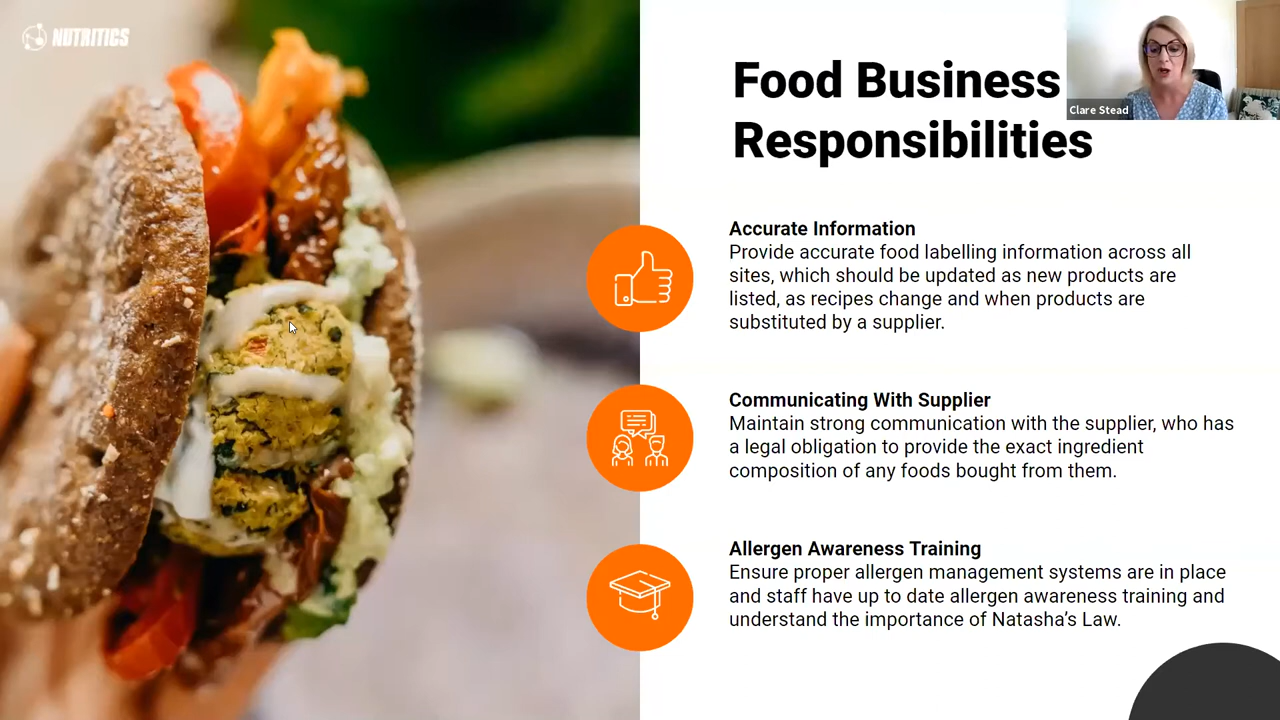 NUTRITICS
Food Business
Responsibilities
Clare Stead
Accurate Information
Provide accurate food labelling information across all
sites, which should be updated as new products are
listed, as recipes change and when products are
substituted by a supplier.
Communicating With Supplier
Maintain strong communication with the supplier, who has
a legal obligation to provide the exact ingredient
composition of any foods bought from them.
Allergen Awareness Training
Ensure proper allergen management systems are in place
and staff have up to date allergen awareness training and
understand the importance of Natasha’s Law.